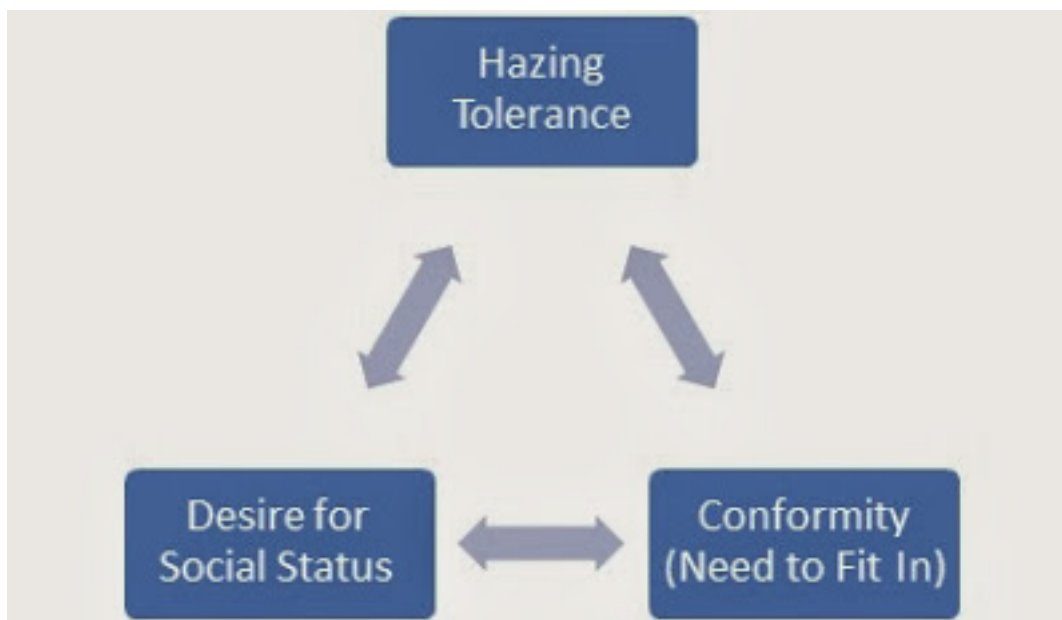 Hazing
Tolerance
Desire for
Social Status
Conformity
(Need to Fit In)